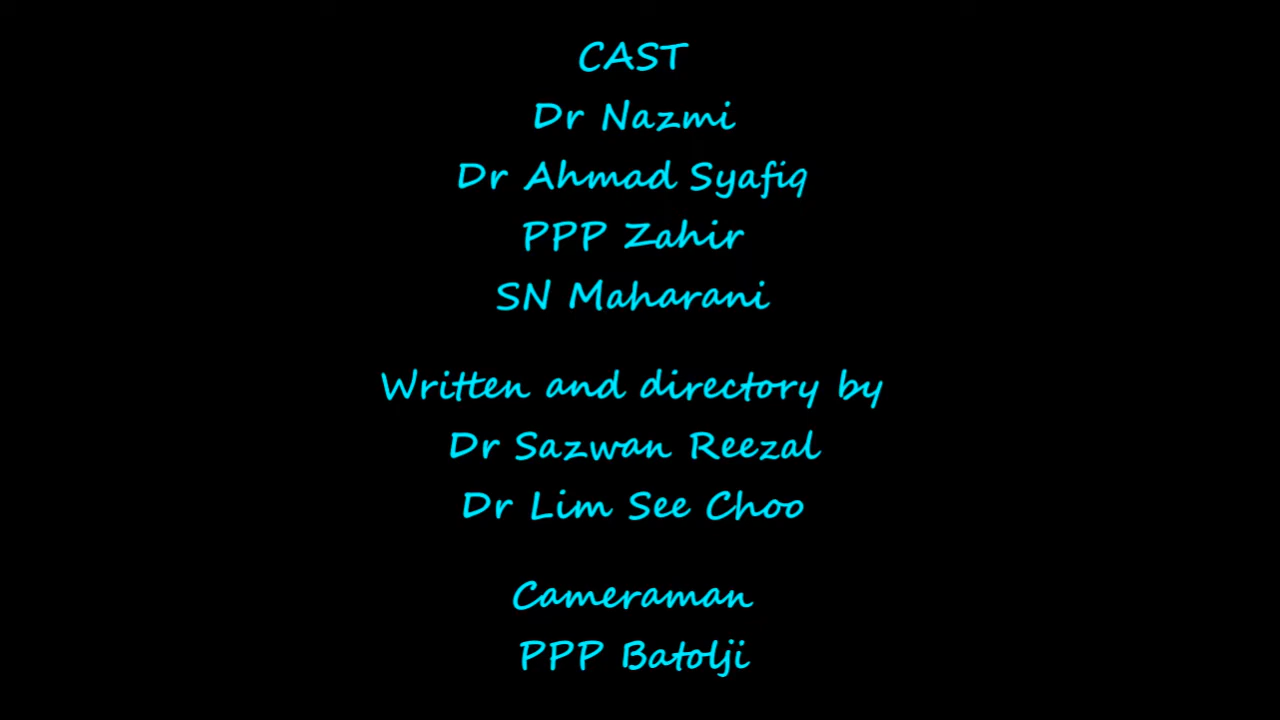 CAST
Dr Nazmi
Dr Ahmad Syafiq
PPP Zahir
SN Maharani
Written and directory by
Dr Sazwan Reezal
Dr Lim See Choo
Cameraman
PPP Batolji